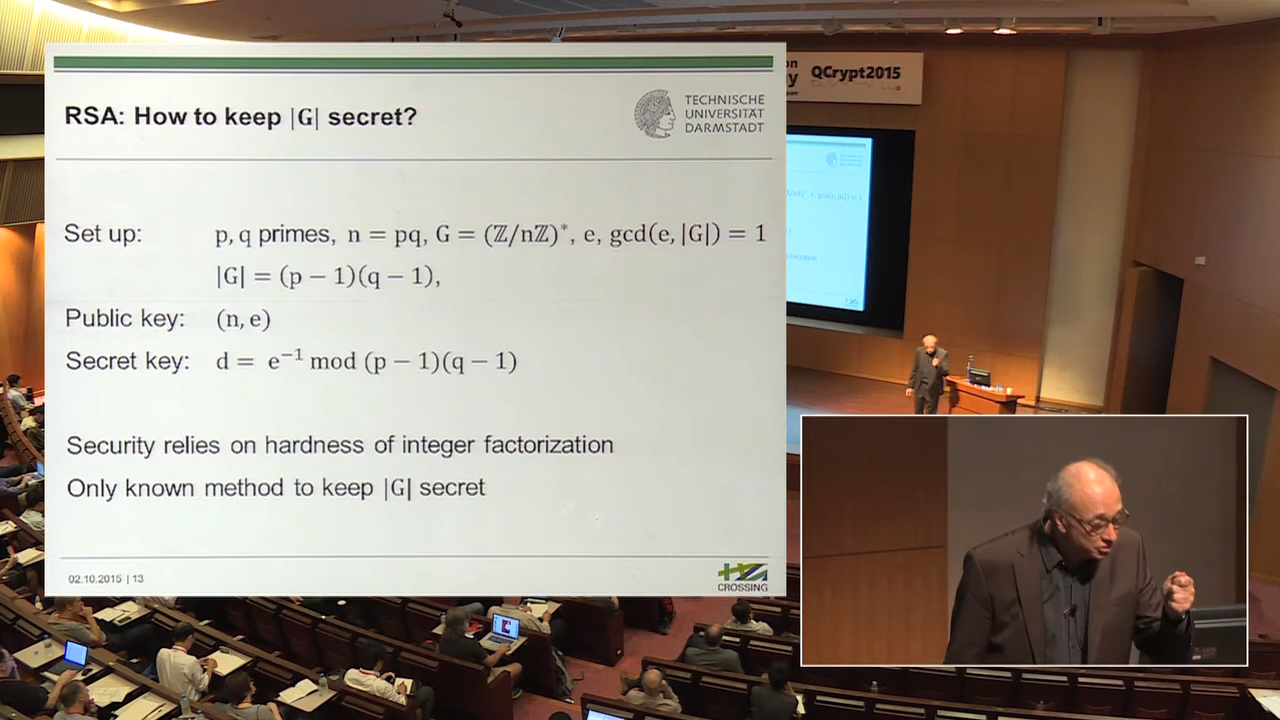 RSA: How to keep |G| secret?
TECHNISCHE
UNIVERSITÄT
DARMSTADT
Set up: p, q primes, n = pq, G = (ℤ/nℤ)*, e, gcd(e, |G|) = 1
|G| = (p − 1)(q − 1),
Public key: (n, e)
Secret key: d = e⁻¹ mod (p − 1)(q − 1)
Security relies on hardness of integer factorization
Only known method to keep |G| secret
02.10.2015 | 13
CROSSING
QCrypt2015